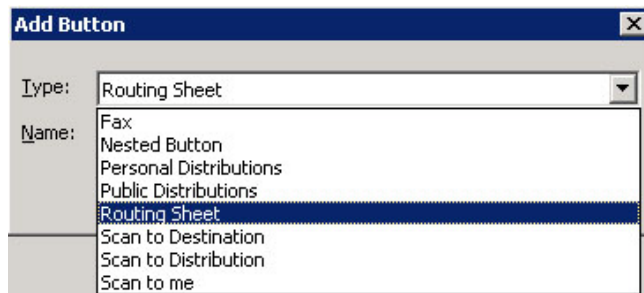 Add Button
Type: Routing Sheet
Name:
Fax
Nested Button
Personal Distributions
Public Distributions
Routing Sheet
Scan to Destination
Scan to Distribution
Scan to me